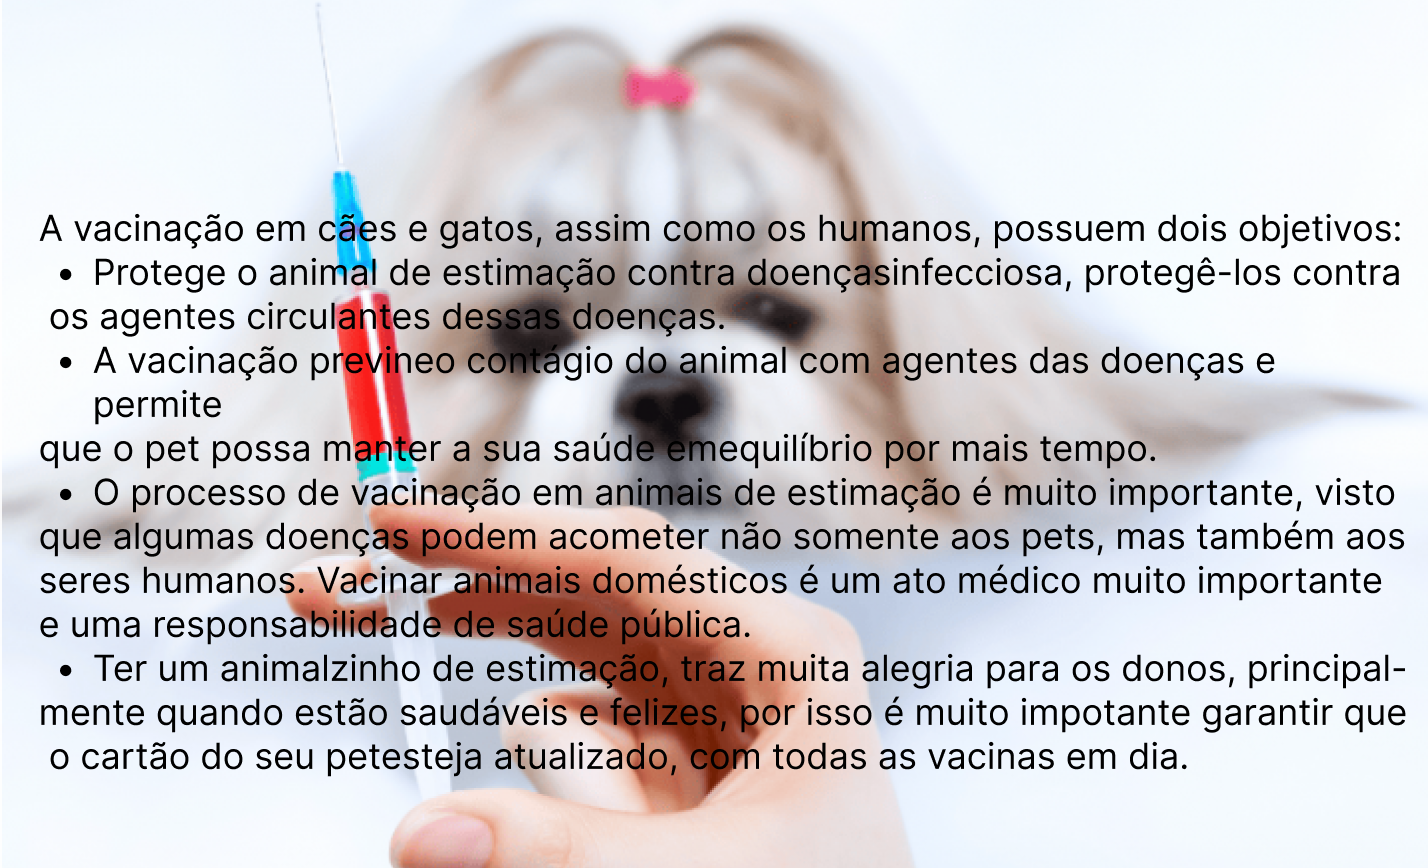 A vacinação em cães e gatos, assim como os humanos, possuem dois objetivos:
• Protege o animal de estimação contra doençasinfecciosa, protegê-los contra
os agentes circulantes dessas doenças.
• A vacinação previneo contágio do animal com agentes das doenças e
permite
que o pet possa manter a sua saúde emequilíbrio por mais tempo.
• O processo de vacinação em animais de estimação é muito importante, visto
que algumas doenças podem acometer não somente aos pets, mas também aos
seres humanos. Vacinar animais domésticos é um ato médico muito importante
e uma responsabilidade de saúde pública.
• Ter um animalzinho de estimação, traz muita alegria para os donos, principal-
mente quando estão saudáveis e felizes, por isso é muito impotante garantir que
o cartão do seu petesteja atualizado, com todas as vacinas em dia.